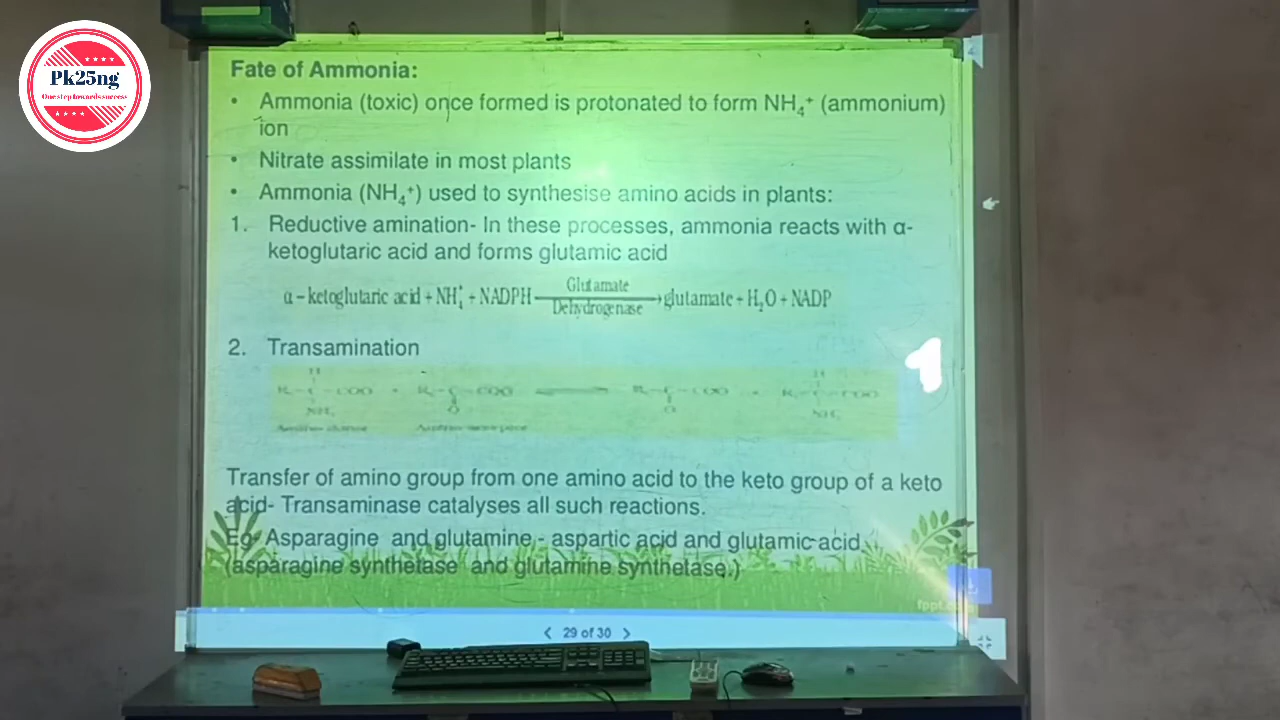 Pk25ng
One step towards success
Fate of Ammonia:
• Ammonia (toxic) once formed is protonated to form NH₄⁺ (ammonium)
ion
• Nitrate assimilate in most plants
• Ammonia (NH₄⁺) used to synthesise amino acids in plants:
1. Reductive amination- In these processes, ammonia reacts with α-
ketoglutaric acid and forms glutamic acid
Glutamate
α – ketoglutaric acid + NH₄⁺ + NADPH → glutamate + H₂O + NADP
Dehydrogenase
2. Transamination
Transfer of amino group from one amino acid to the keto group of a keto
acid- Transaminase catalyses all such reactions.
Eg- Asparagine and glutamine - aspartic acid and glutamic acid
(asparagine synthetase and glutamine synthetase.)
29 of 30